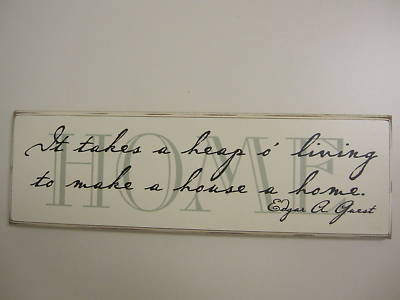 HOME
It takes a heap o' living
to make a house a home.
Edgar A Guest